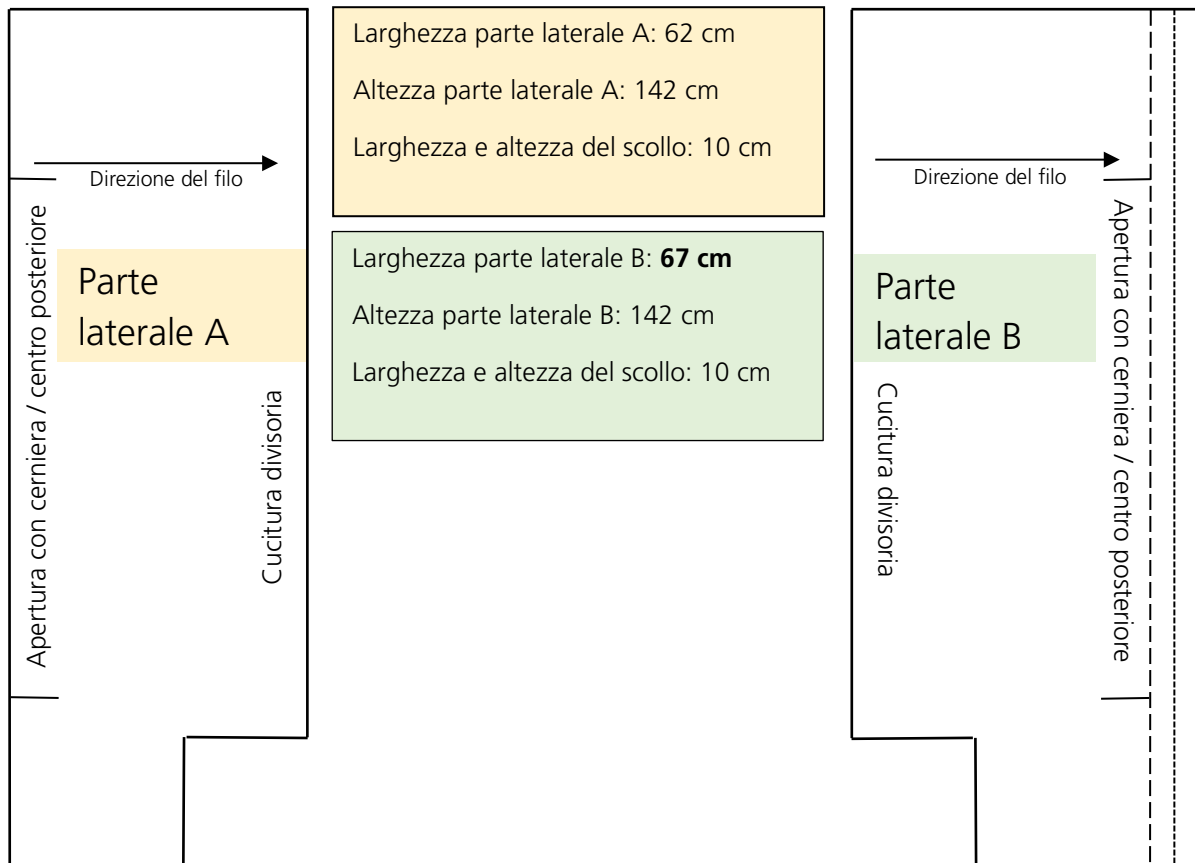 Larghezza parte laterale A: 62 cm
Altezza parte laterale A: 142 cm
Larghezza e altezza del scollo: 10 cm
Larghezza parte laterale B: 67 cm
Altezza parte laterale B: 142 cm
Larghezza e altezza del scollo: 10 cm
Direzione del filo
Apertura con cerniera / centro posteriore
Parte
laterale A
Cucitura divisoria
Direzione del filo
Parte
laterale B
Cucitura divisoria
Apertura con cerniera / centro posteriore